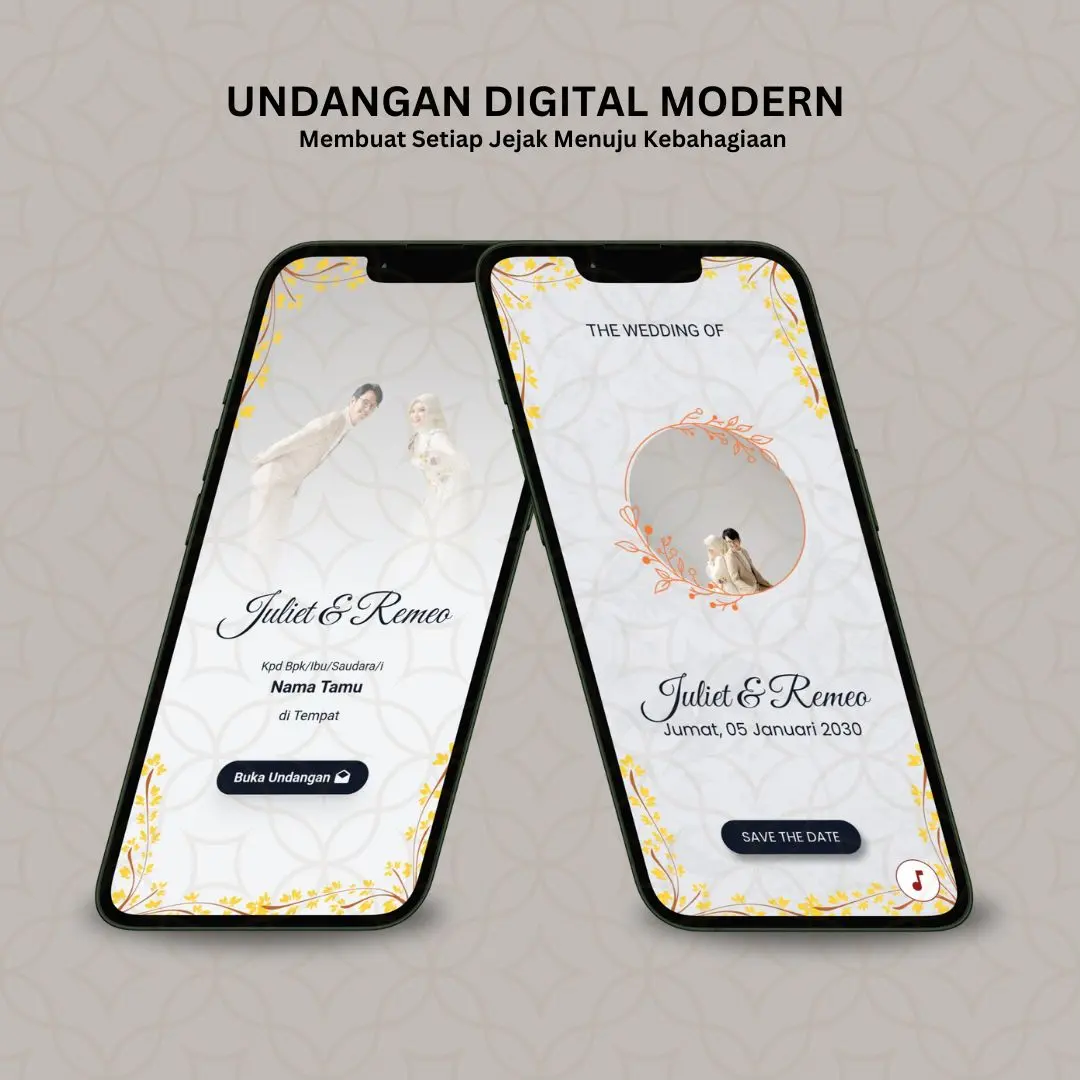 UNDANGAN DIGITAL MODERN
Membuat Setiap Jejak Menuju Kebahagiaan
Juliet & Remeo
Kpd Bpk/Ibu/Saudara/i
Nama Tamu
di Tempat
Buka Undangan
THE WEDDING OF
Juliet & Remeo
Jumat, 05 Januari 2030
SAVE THE DATE